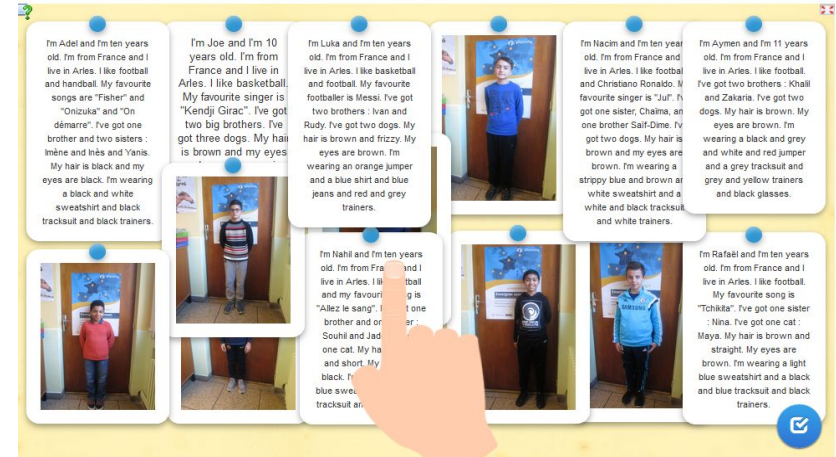 I'm Adel and I'm ten years
old. I'm from France and I
live in Arles. I like football
and handball. My favourite
songs are "Fisher" and
"Onizuka" and "On
démarre". I've got one
brother and two sisters :
Imène and Inès and Yanis.
My hair is black and my
eyes are black. I'm wearing
a black and white
sweatshirt and black
tracksuit and black trainers.
I'm Joe and I'm 10
years old. I'm from
France and I live in
Arles. I like basketball.
My favourite singer is
"Kendji Girac". I've got
two big brothers. I've
got three dogs. My hair
is brown and my eyes
I'm Luka and I'm ten years
old. I'm from France and I
live in Arles. I like basketball
and football. My favourite
footballer is Messi. I've got
two brothers : Ivan and
Rudy. I've got two dogs. My
hair is brown and frizzy. My
eyes are brown. I'm
wearing an orange jumper
and a blue shirt and blue
jeans and red and grey
trainers.
I'm Nacim and I'm ten year
old. I'm from France and I
live in Arles. I like footbal
and Christiano Ronaldo. M
favourite singer is "Jul". I'v
got one sister, Chaïma, an
one brother Saïf-Dime. I'v
got two dogs. My hair is
brown and my eyes are
brown. I'm wearing a
strippy blue and brown an
white sweatshirt and a
white and black tracksuit
and white trainers.
I'm Aymen and I'm 11 years
old. I'm from France and I
live in Arles. I like football.
I've got two brothers : Khalil
and Zakaria. I've got two
dogs. My hair is brown. My
eyes are brown. I'm
wearing a black and grey
and white and red jumper
and a grey tracksuit and
grey and yellow trainers
and black glasses.
I'm Nahil and I'm ten years
old. I'm from Fra and I
live in Arles. I li tball
and my favouri g is
"Allez le sang". I t one
brother and on er :
Souhil and Jad
one cat. My ha
and short. My
black. I'
blue swea
tracksuit an
SAMSUNG
I'm Rafaël and I'm ten years
old. I'm from France and I
live in Arles. I like football.
My favourite song is
"Tchikita". I've got one sister
: Nina. I've got one cat :
Maya. My hair is brown and
straight. My eyes are
brown. I'm wearing a light
blue sweatshirt and a black
and blue tracksuit and black
trainers.